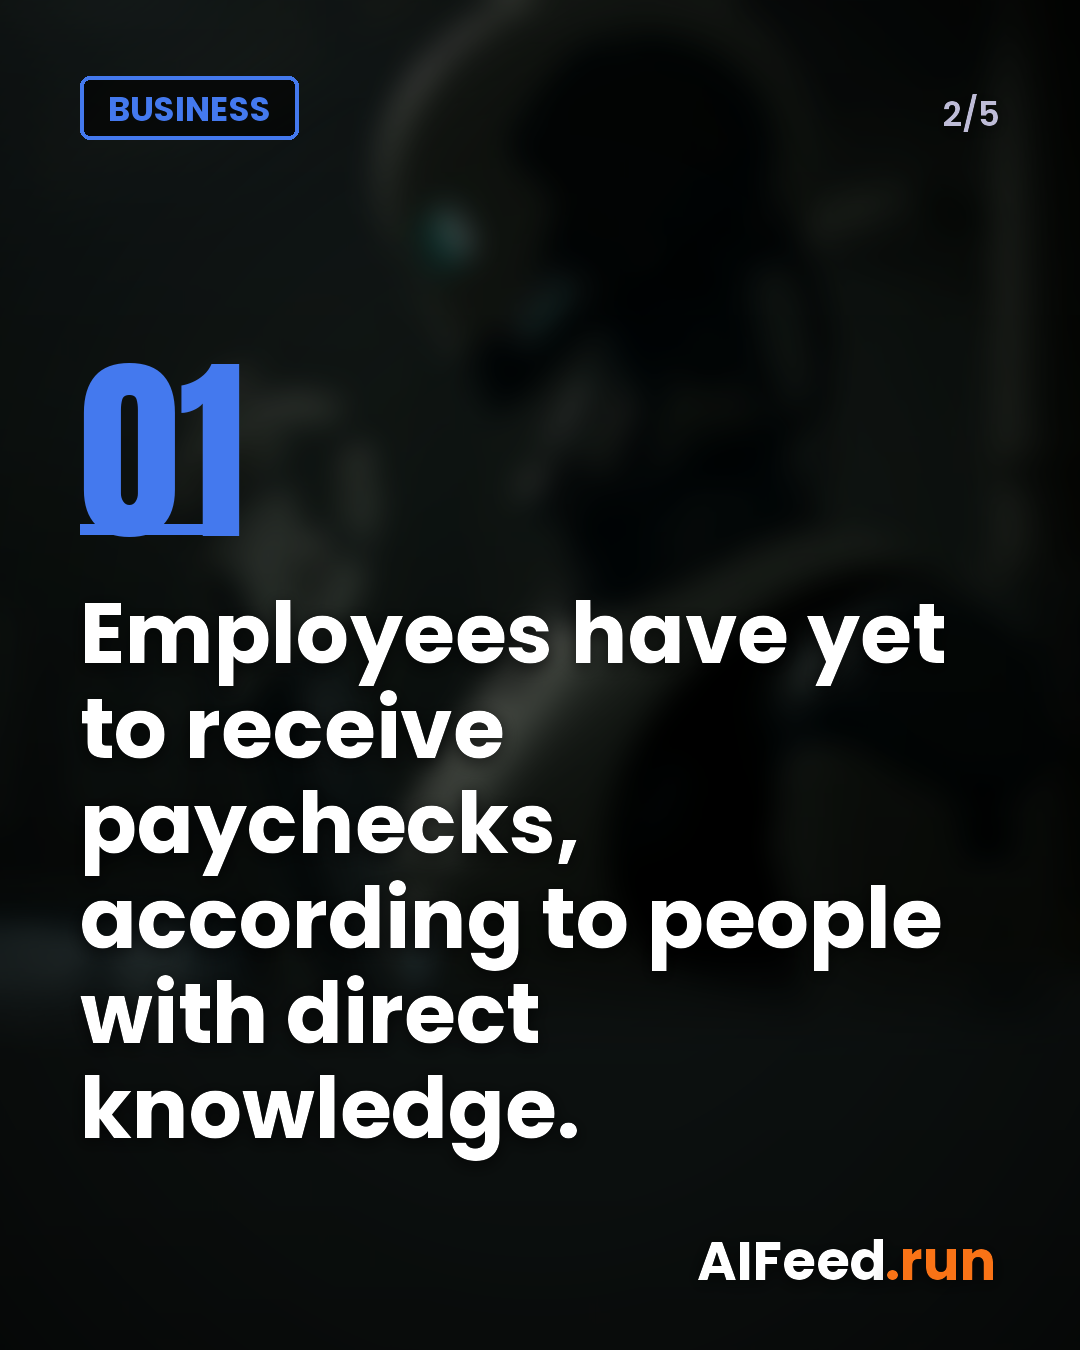 BUSINESS
2/5
01
Employees have yet
to receive
paychecks,
according to people
with direct
knowledge.
AIFeed.run